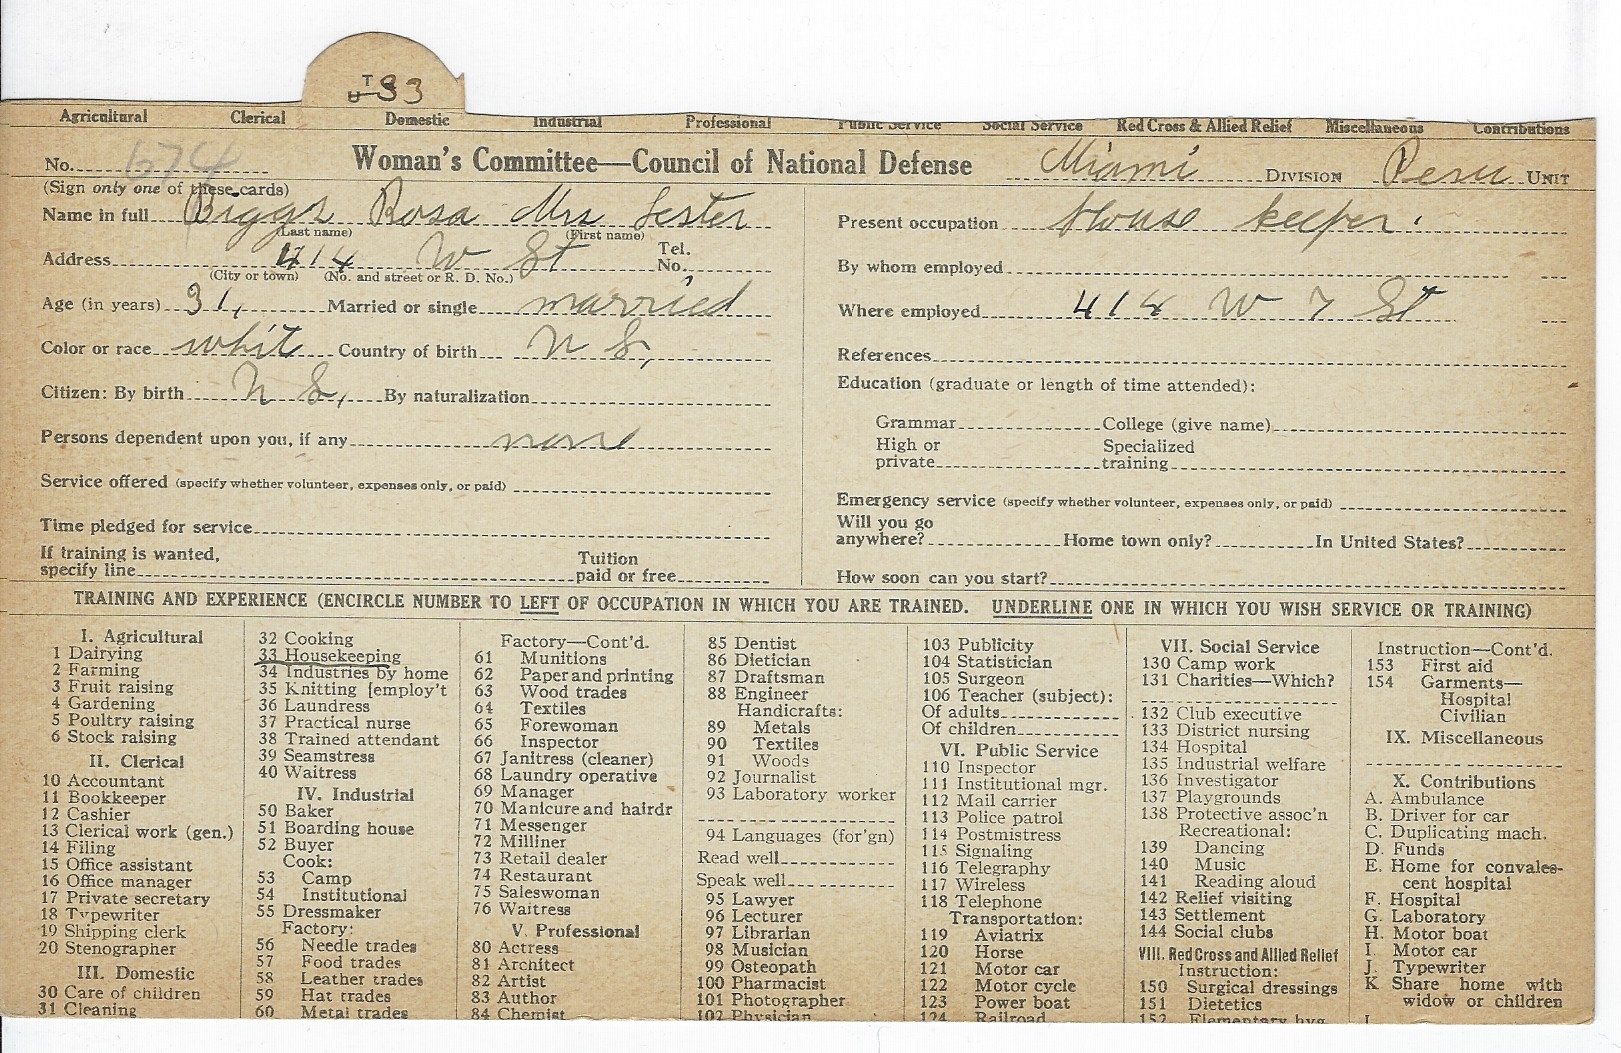 T
U 33
Agricultural Clerical Domestic Industrial Professional Public Service Social Service Red Cross & Allied Relief Miscellaneous Contributions
No. 674 Woman's Committee—Council of National Defense Miami DIVISION Peru UNIT
(Sign only one of these cards)
Name in full Biggs Rosa Mrs Lester
(Last name) (First name)
Address 414 W St Tel. No.
(City or town) (No. and street or R. D. No.)
Age (in years) 31, Married or single married
Color or race whit Country of birth U S,
Citizen: By birth U S, By naturalization
Persons dependent upon you, if any none
Service offered (specify whether volunteer, expenses only, or paid)
Time pledged for service
If training is wanted,
specify line Tuition paid or free
Present occupation House keeper.
By whom employed
Where employed 414 W 7 St
References
Education (graduate or length of time attended):
Grammar College (give name)
High or private Specialized training
Emergency service (specify whether volunteer, expenses only, or paid)
Will you go
anywhere? Home town only? In United States?
How soon can you start?
TRAINING AND EXPERIENCE (ENCIRCLE NUMBER TO LEFT OF OCCUPATION IN WHICH YOU ARE TRAINED. UNDERLINE ONE IN WHICH YOU WISH SERVICE OR TRAINING)
I. Agricultural
1 Dairying
2 Farming
3 Fruit raising
4 Gardening
5 Poultry raising
6 Stock raising
II. Clerical
10 Accountant
11 Bookkeeper
12 Cashier
13 Clerical work (gen.)
14 Filing
15 Office assistant
16 Office manager
17 Private secretary
18 Typewriter
19 Shipping clerk
20 Stenographer
III. Domestic
30 Care of children
31 Cleaning
32 Cooking
33 Housekeeping
34 Industries by home
35 Knitting [employ't
36 Laundress
37 Practical nurse
38 Trained attendant
39 Seamstress
40 Waitress
IV. Industrial
50 Baker
51 Boarding house
52 Buyer
Cook:
53 Camp
54 Institutional
55 Dressmaker
Factory:
56 Needle trades
57 Food trades
58 Leather trades
59 Hat trades
60 Metal trades
Factory—Cont'd.
61 Munitions
62 Paper and printing
63 Wood trades
64 Textiles
65 Forewoman
66 Inspector
67 Janitress (cleaner)
68 Laundry operative
69 Manager
70 Manicure and hairdr
71 Messenger
72 Milliner
73 Retail dealer
74 Restaurant
75 Saleswoman
76 Waitress
V. Professional
80 Actress
81 Architect
82 Artist
83 Author
84 Chemist
85 Dentist
86 Dietician
87 Draftsman
88 Engineer
Handicrafts:
89 Metals
90 Textiles
91 Woods
92 Journalist
93 Laboratory worker
94 Languages (for'gn)
Read well
Speak well
95 Lawyer
96 Lecturer
97 Librarian
98 Musician
99 Osteopath
100 Pharmacist
101 Photographer
102 Physician
103 Publicity
104 Statistician
105 Surgeon
106 Teacher (subject):
Of adults
Of children
VI. Public Service
110 Inspector
111 Institutional mgr.
112 Mail carrier
113 Police patrol
114 Postmistress
115 Signaling
116 Telegraphy
117 Wireless
118 Telephone
Transportation:
119 Aviatrix
120 Horse
121 Motor car
122 Motor cycle
123 Power boat
124 Railroad
VII. Social Service
130 Camp work
131 Charities—Which?
132 Club executive
133 District nursing
134 Hospital
135 Industrial welfare
136 Investigator
137 Playgrounds
138 Protective assoc'n
Recreational:
139 Dancing
140 Music
141 Reading aloud
142 Relief visiting
143 Settlement
144 Social clubs
VIII. Red Cross and Allied Relief
Instruction:
150 Surgical dressings
151 Dietetics
152 Elementary hyg.
Instruction—Cont'd.
153 First aid
154 Garments—
Hospital
Civilian
IX. Miscellaneous
X. Contributions
A. Ambulance
B. Driver for car
C. Duplicating mach.
D. Funds
E. Home for convales-
cent hospital
F. Hospital
G. Laboratory
H. Motor boat
I. Motor car
J. Typewriter
K Share home with
widow or children